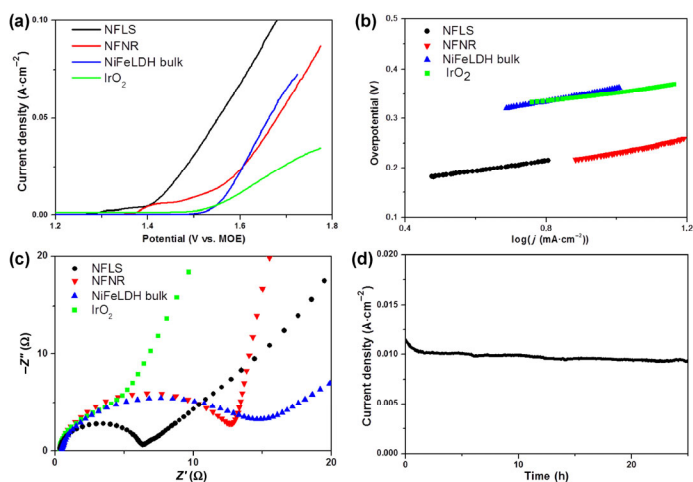 (a)
NFLS
NFNR
NiFeLDH bulk
IrO2
Current density (A·cm−2)
0.10
0.05
0.00
1.2 1.4 1.6 1.8
Potential (V vs. MOE)
(b)
NFLS
NFNR
NiFeLDH bulk
IrO2
Overpotential (V)
0.5
0.4
0.3
0.2
0.1
0.4 0.6 0.8 1.0 1.2
log(j (mA·cm−2))
(c)
NFLS
NFNR
NiFeLDH bulk
IrO2
−Z″ (Ω)
20
10
0
0 10 20
Z′ (Ω)
(d)
Current density (A·cm−2)
0.020
0.015
0.010
0.005
0.000
0 10 20
Time (h)